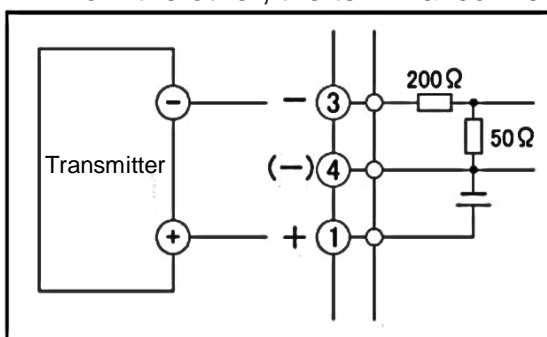 200Ω
− − 3
50Ω
Transmitter (−) 4
+ + 1